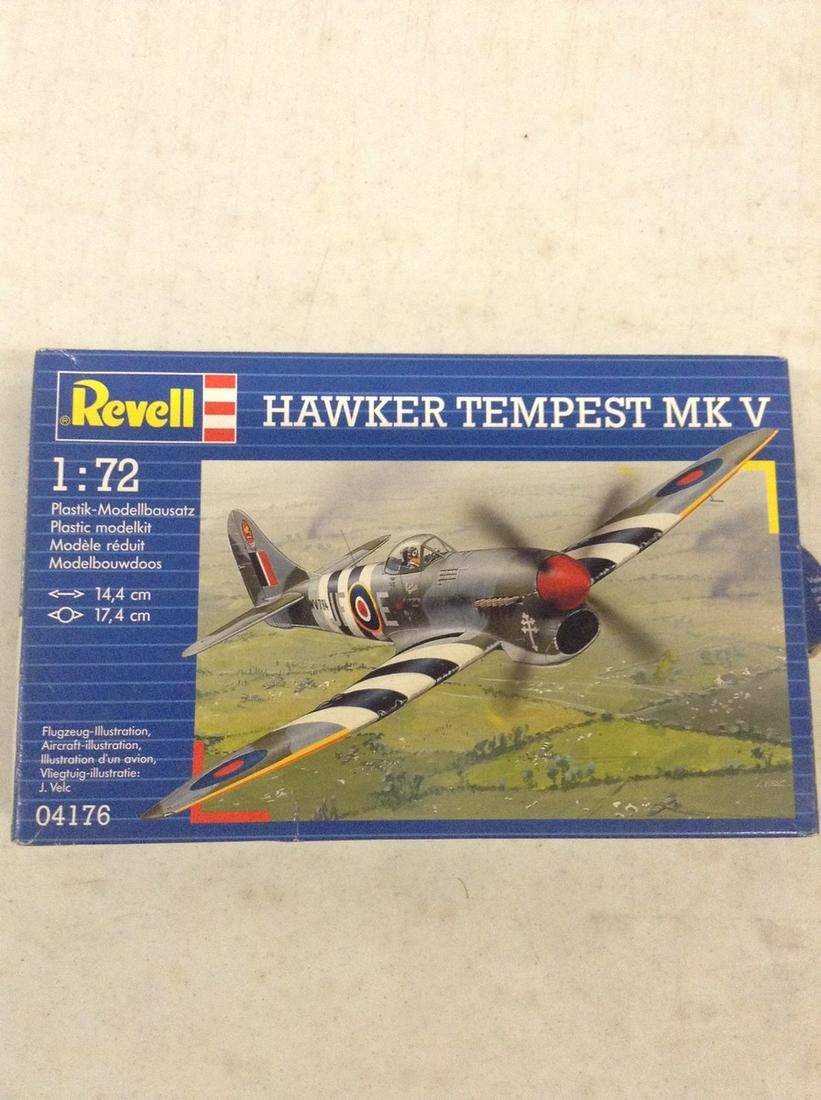 Revell®
HAWKER TEMPEST MK V
1:72
Plastik-Modellbausatz
Plastic modelkit
Modèle réduit
Modelbouwdoos
14,4 cm
17,4 cm
Flugzeug-Illustration,
Aircraft-illustration,
Illustration d'un avion,
Vliegtuig-illustratie:
J. Velc
04176